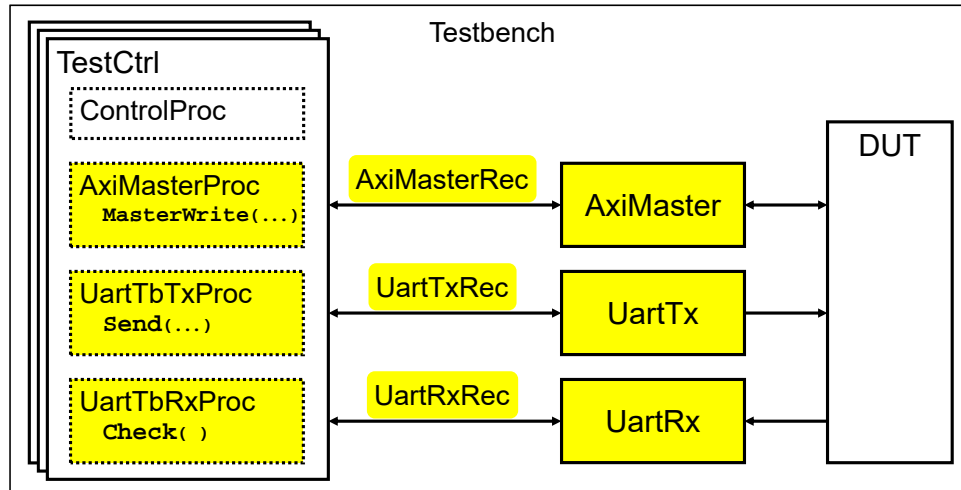 Testbench
TestCtrl
ControlProc
AxiMasterProc
MasterWrite(...)
UartTbTxProc
Send(...)
UartTbRxProc
Check( )
AxiMasterRec
UartTxRec
UartRxRec
AxiMaster
UartTx
UartRx
DUT